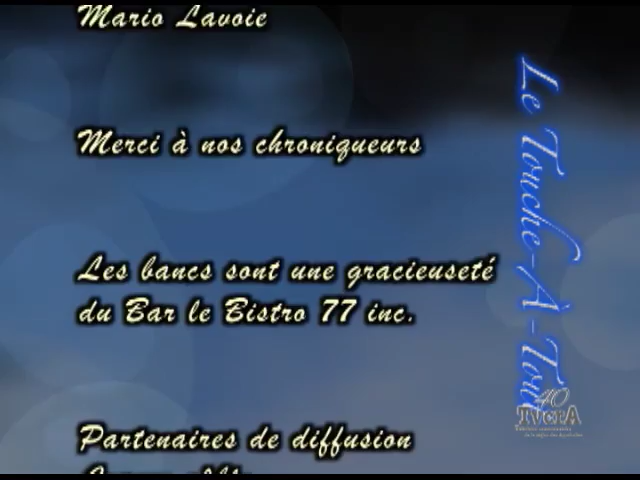 Mario Lavoie
Merci à nos chroniqueurs
Les bancs sont une gracieuseté
du Bar le Bistro 77 inc.
Partenaires de diffusion
Le Touche-À-Tout
40
TVCRA